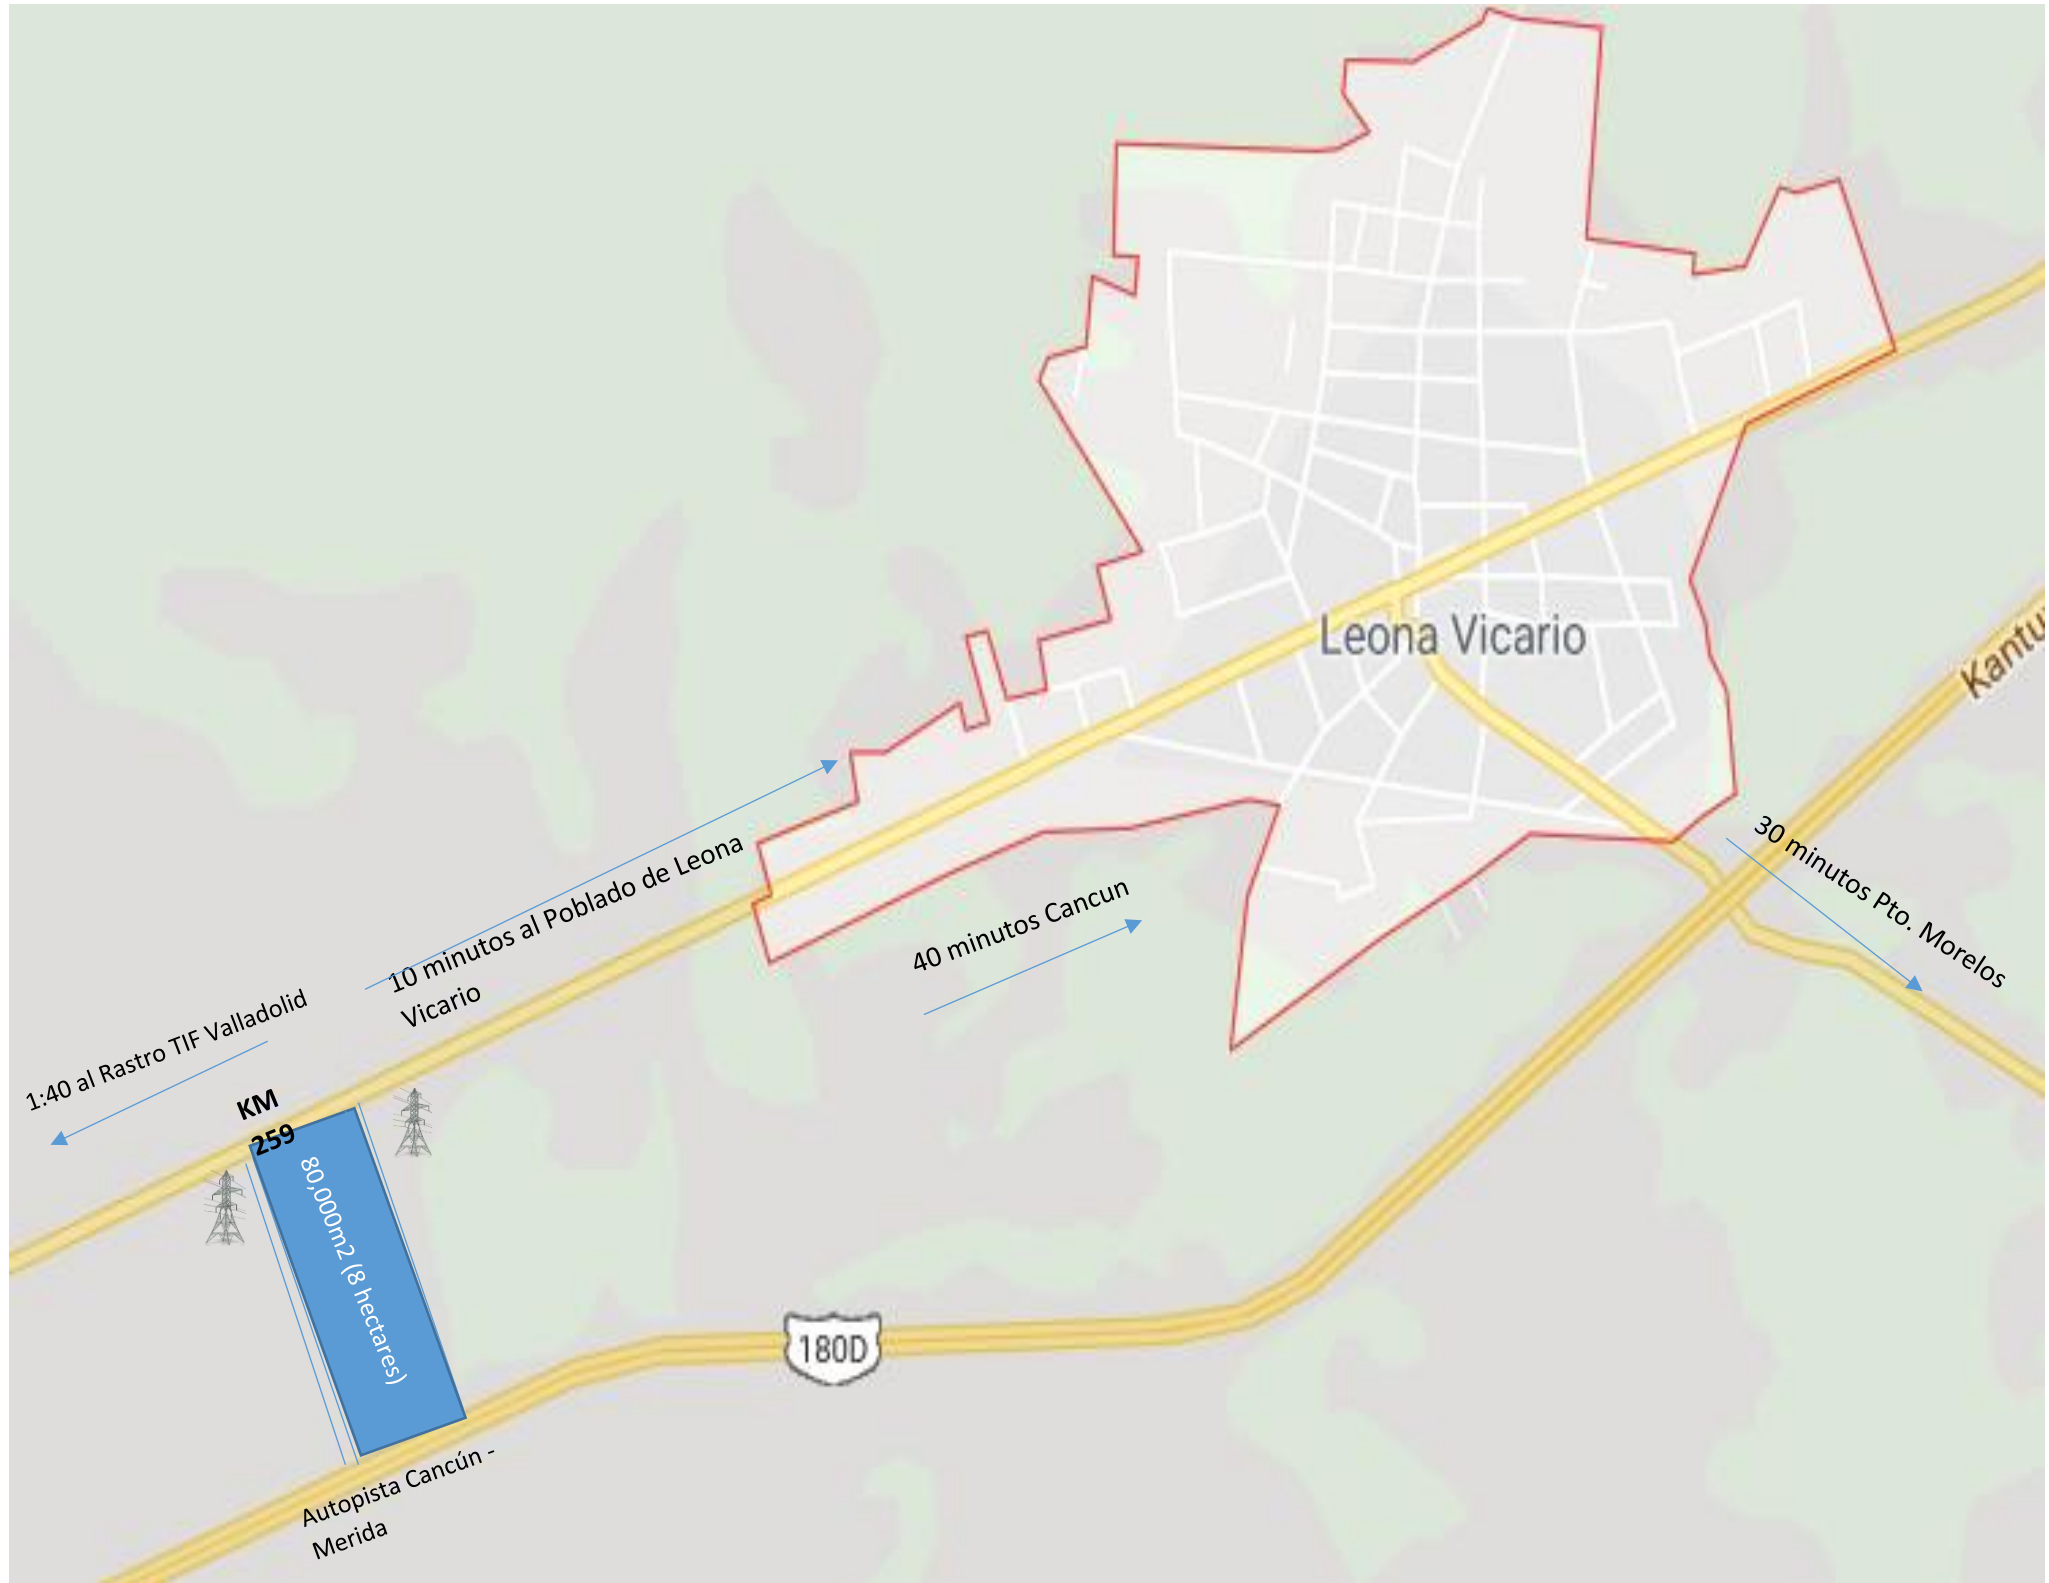 Leona Vicario
Kantu
30 minutos Pto. Morelos
10 minutos al Poblado de Leona
Vicario
40 minutos Cancun
1:40 al Rastro TIF Valladolid
KM
259
80,000m2 (8 hectares)
180D
Autopista Cancún -
Merida